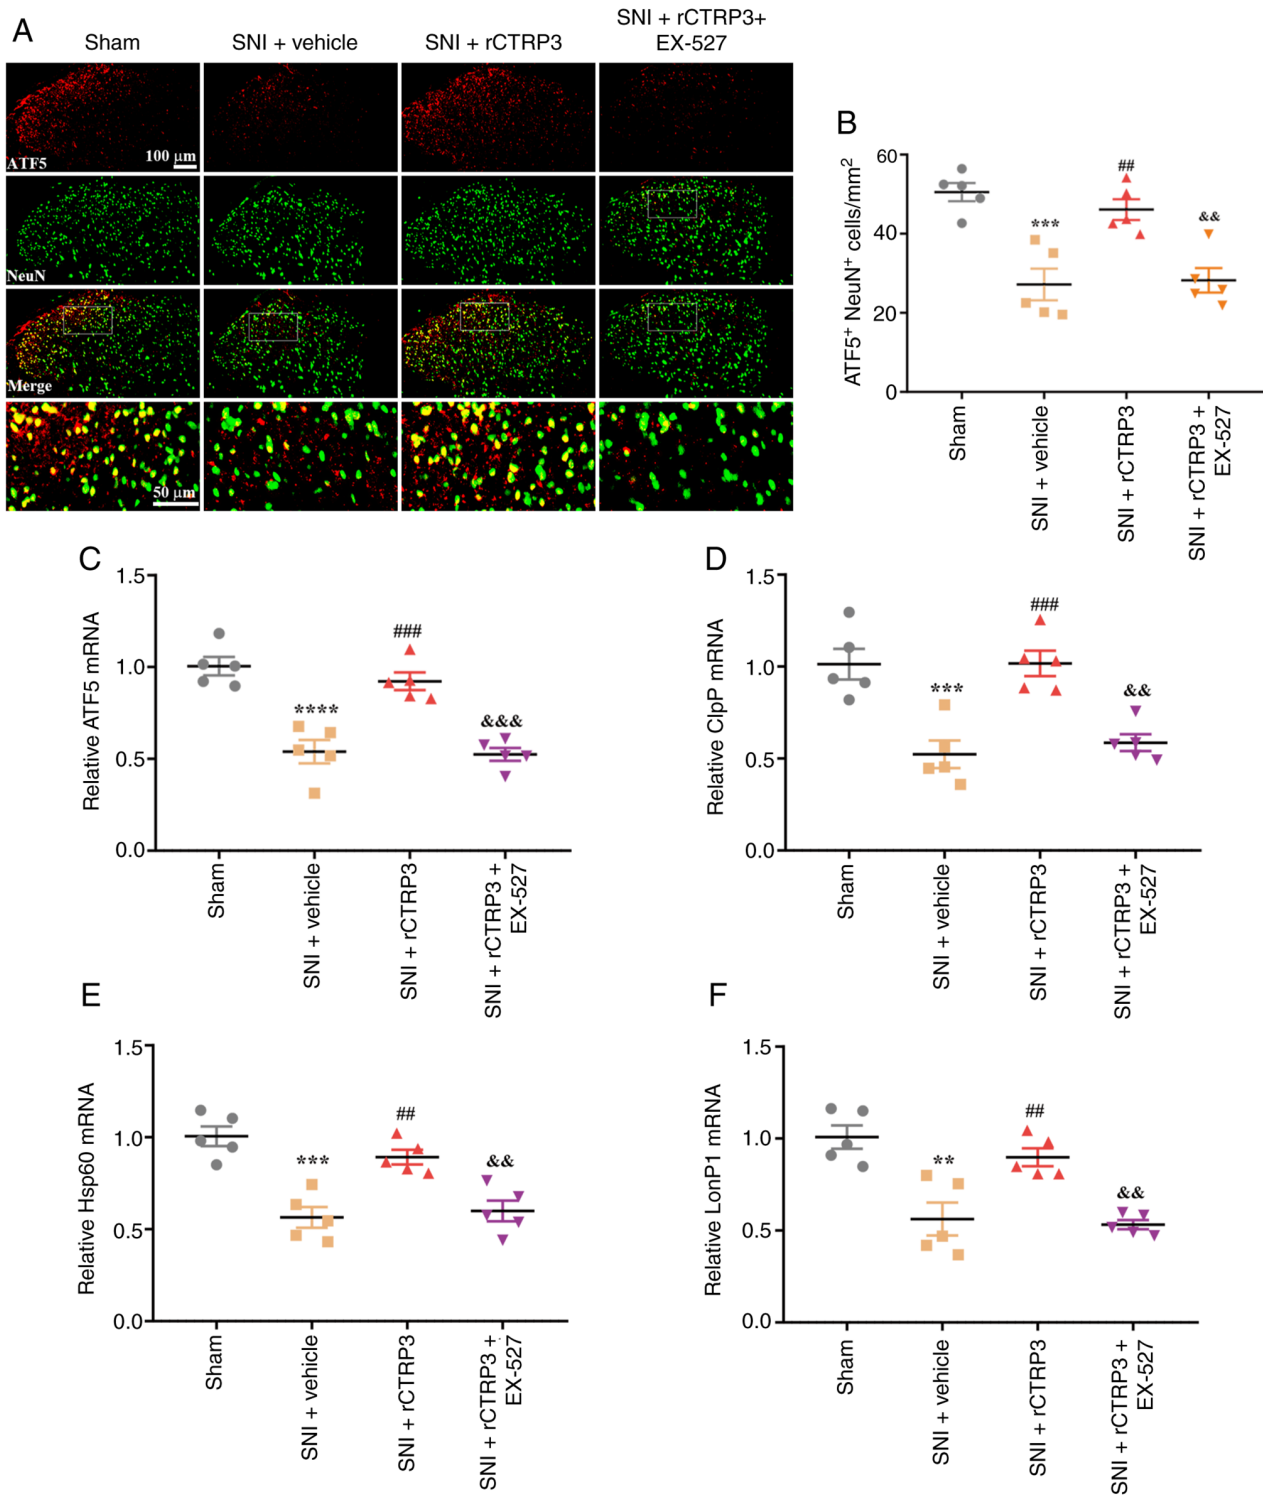 A
Sham
SNI + vehicle
SNI + rCTRP3
SNI + rCTRP3+
EX-527
ATF5
100 μm
NeuN
Merge
50 μm
B
ATF5+ NeuN+ cells/mm2
60
40
20
0
***
##
&&
Sham
SNI + vehicle
SNI + rCTRP3
SNI + rCTRP3 +
EX-527
C
Relative ATF5 mRNA
1.5
1.0
0.5
0.0
****
###
&&&
Sham
SNI + vehicle
SNI + rCTRP3
SNI + rCTRP3 +
EX-527
D
Relative ClpP mRNA
1.5
1.0
0.5
0.0
***
###
&&
Sham
SNI + vehicle
SNI + rCTRP3
SNI + rCTRP3 +
EX-527
E
Relative Hsp60 mRNA
1.5
1.0
0.5
0.0
***
##
&&
Sham
SNI + vehicle
SNI + rCTRP3
SNI + rCTRP3 +
EX-527
F
Relative LonP1 mRNA
1.5
1.0
0.5
0.0
**
##
&&
Sham
SNI + vehicle
SNI + rCTRP3
SNI + rCTRP3 +
EX-527